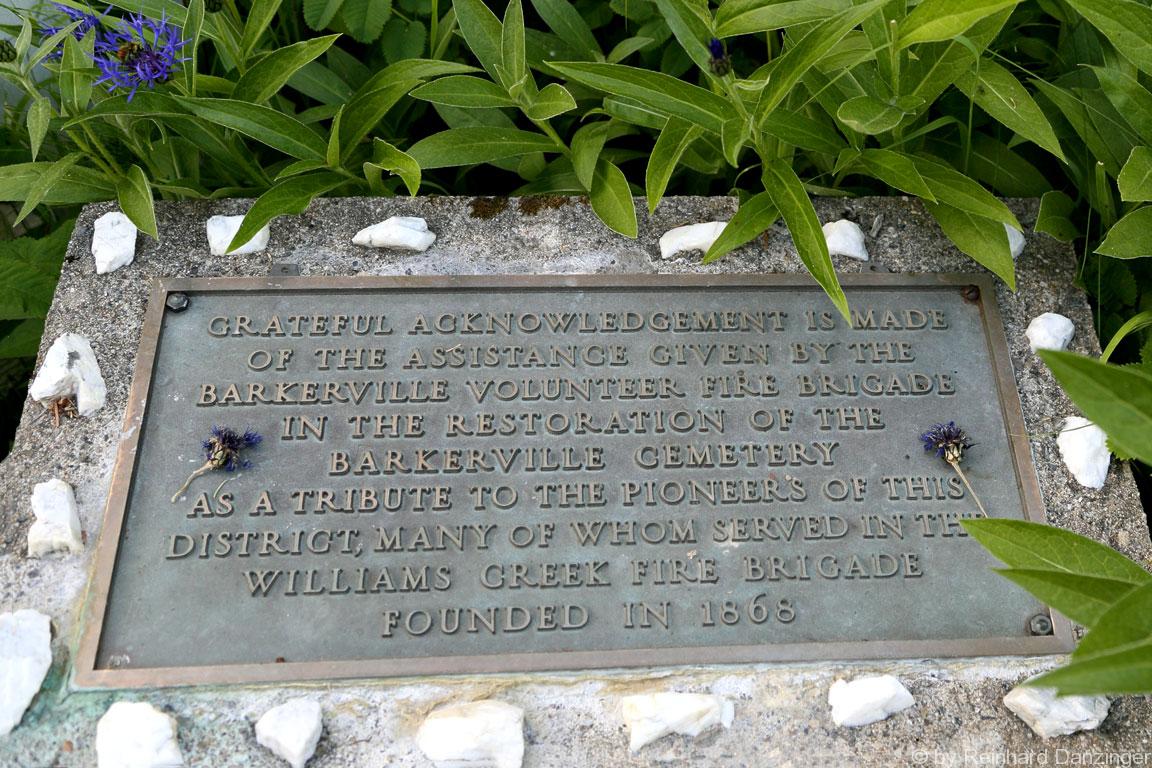 GRATEFUL ACKNOWLEDGEMENT IS MADE
OF THE ASSISTANCE GIVEN BY THE
BARKERVILLE VOLUNTEER FIRE BRIGADE
IN THE RESTORATION OF THE
BARKERVILLE CEMETERY
AS A TRIBUTE TO THE PIONEERS OF THIS
DISTRICT, MANY OF WHOM SERVED IN THE
WILLIAMS CREEK FIRE BRIGADE
FOUNDED IN 1868
© by Reinhard Danzinger